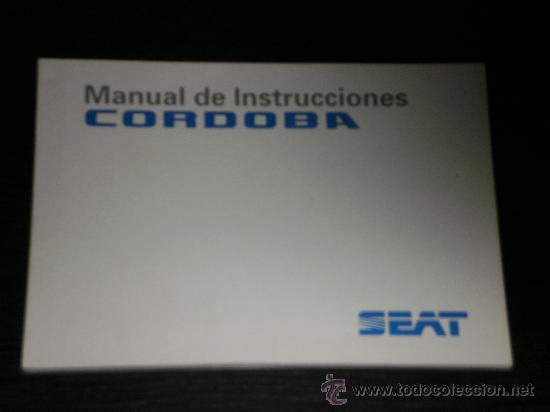 Manual de Instrucciones
CORDOBA
SEAT
www.todocoleccion.net